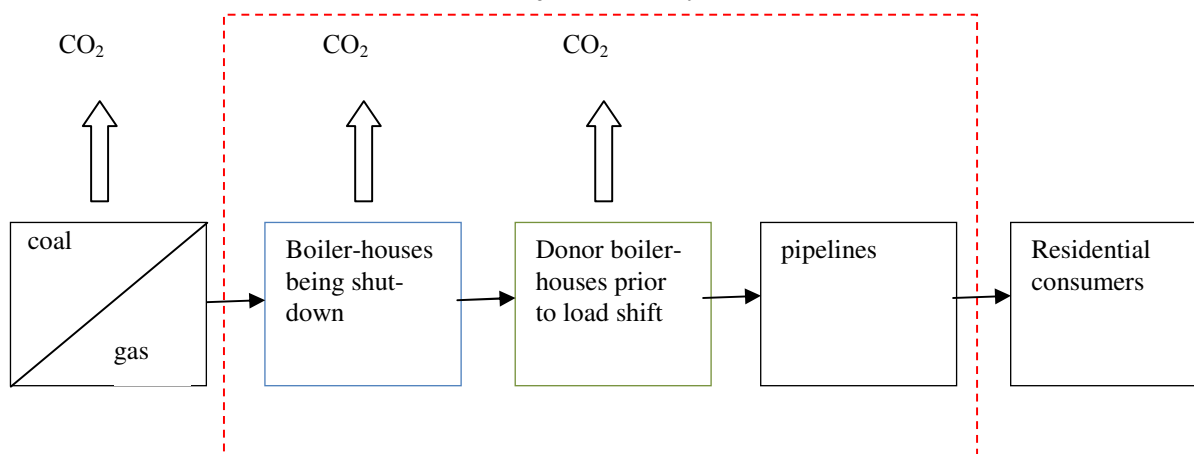 CO₂
CO₂
CO₂
coal
gas
Boiler-houses
being shut-
down
Donor boiler-
houses prior
to load shift
pipelines
Residential
consumers